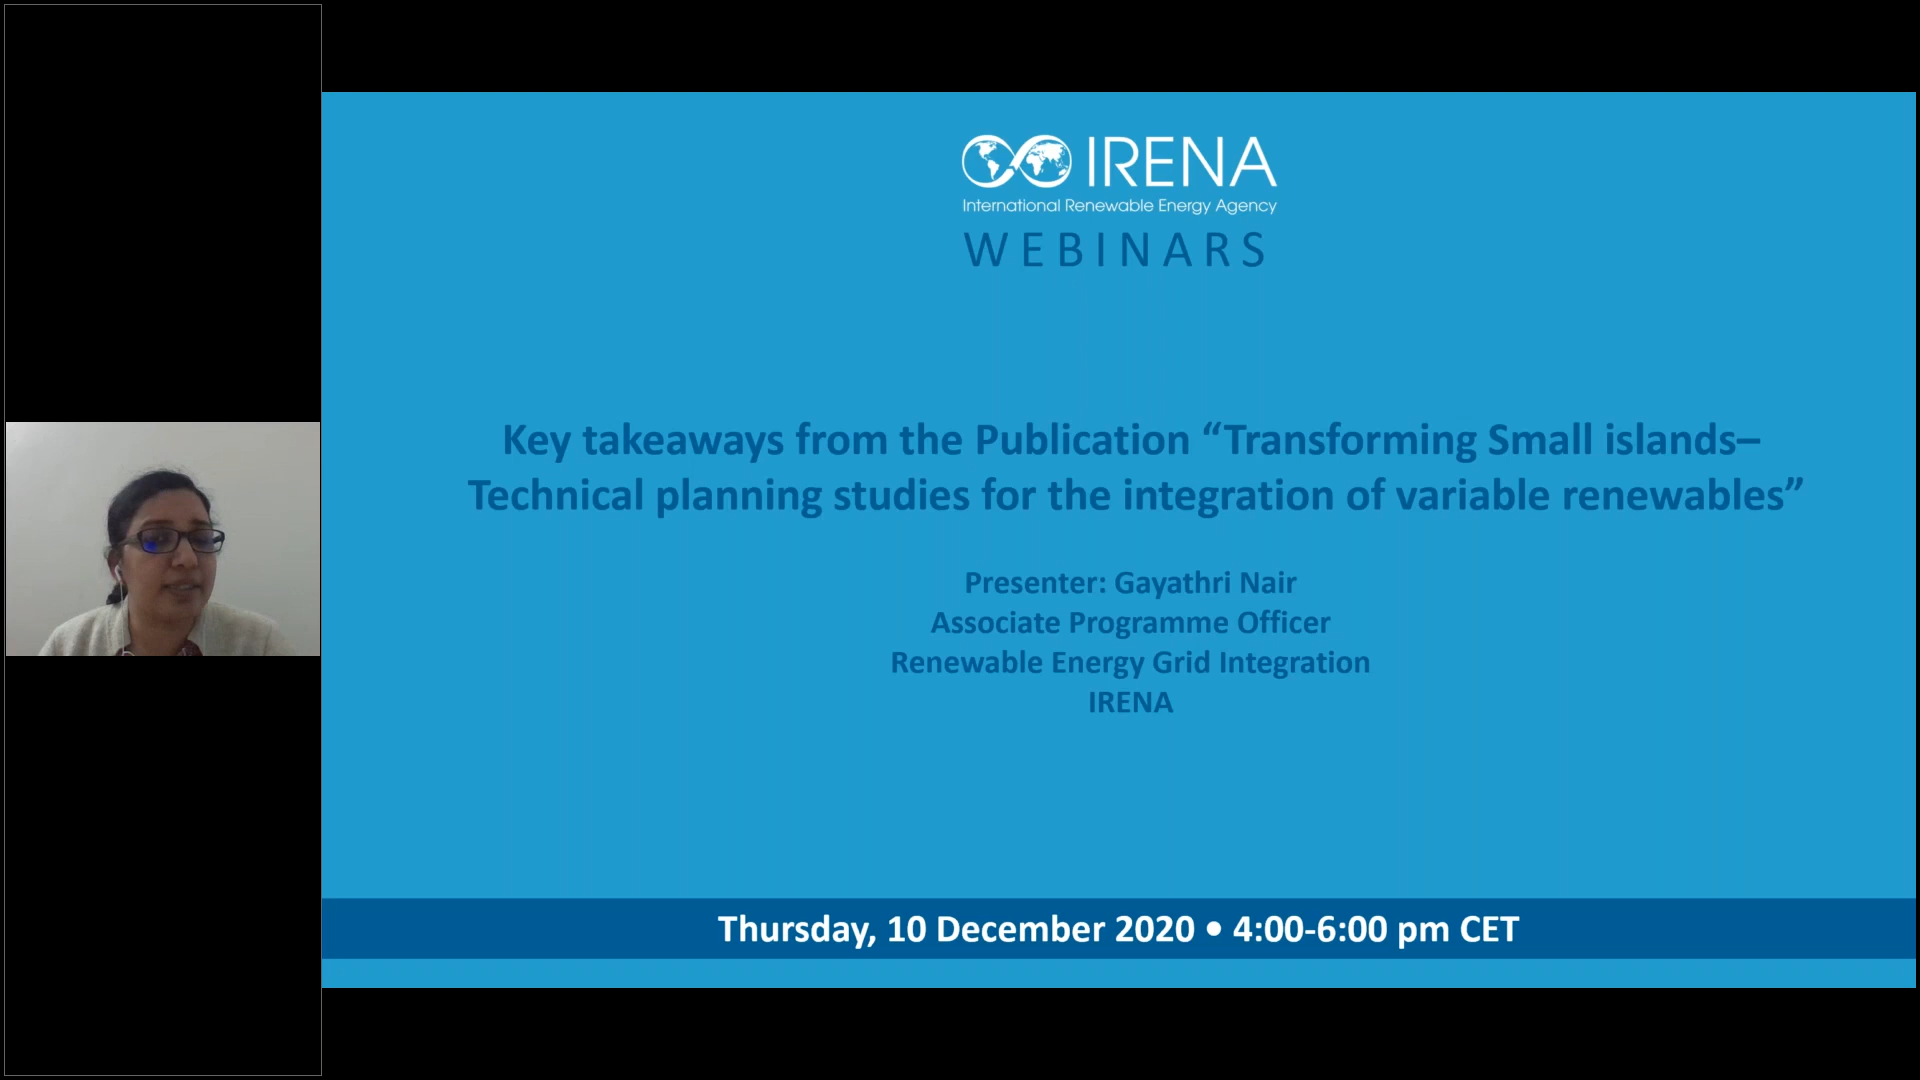 IRENA
International Renewable Energy Agency
WEBINARS
Key takeaways from the Publication “Transforming Small islands–
Technical planning studies for the integration of variable renewables”
Presenter: Gayathri Nair
Associate Programme Officer
Renewable Energy Grid Integration
IRENA
Thursday, 10 December 2020 • 4:00-6:00 pm CET